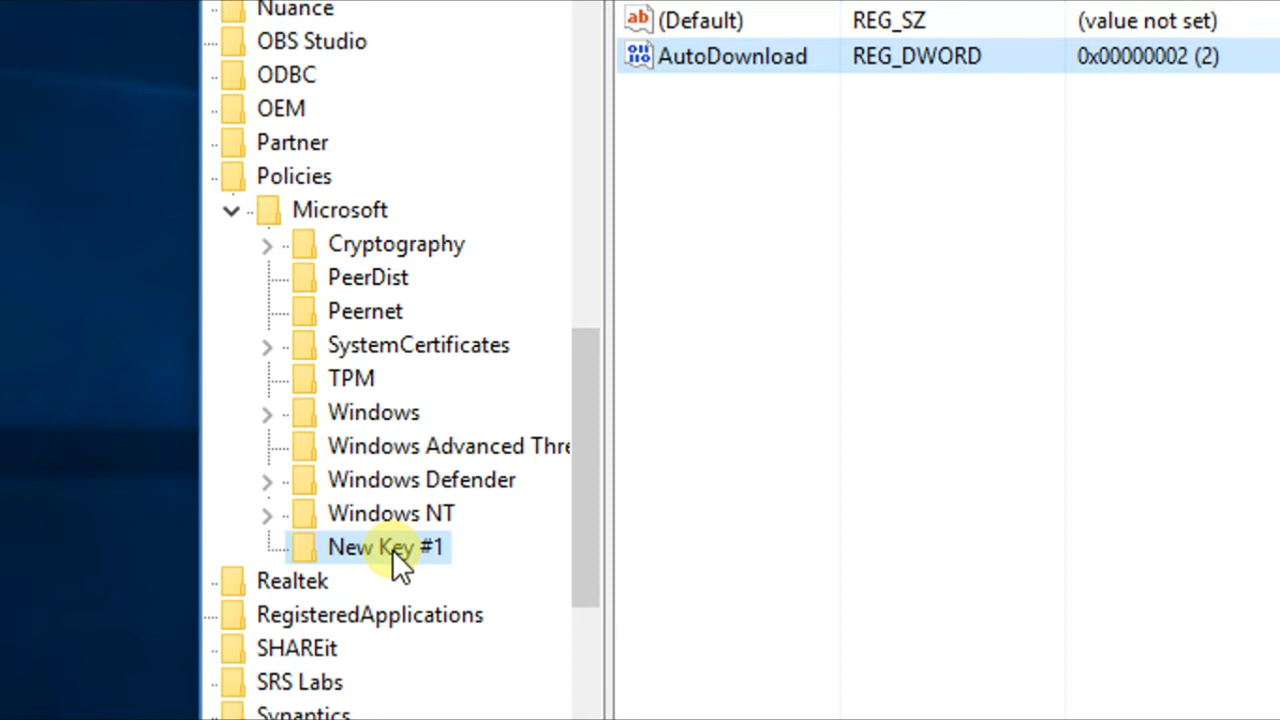 Nuance
OBS Studio
ODBC
OEM
Partner
Policies
Microsoft
Cryptography
PeerDist
Peernet
SystemCertificates
TPM
Windows
Windows Advanced Thre
Windows Defender
Windows NT
New Key #1
Realtek
RegisteredApplications
SHAREit
SRS Labs
Synaptics
(Default) REG_SZ (value not set)
AutoDownload REG_DWORD 0x00000002 (2)